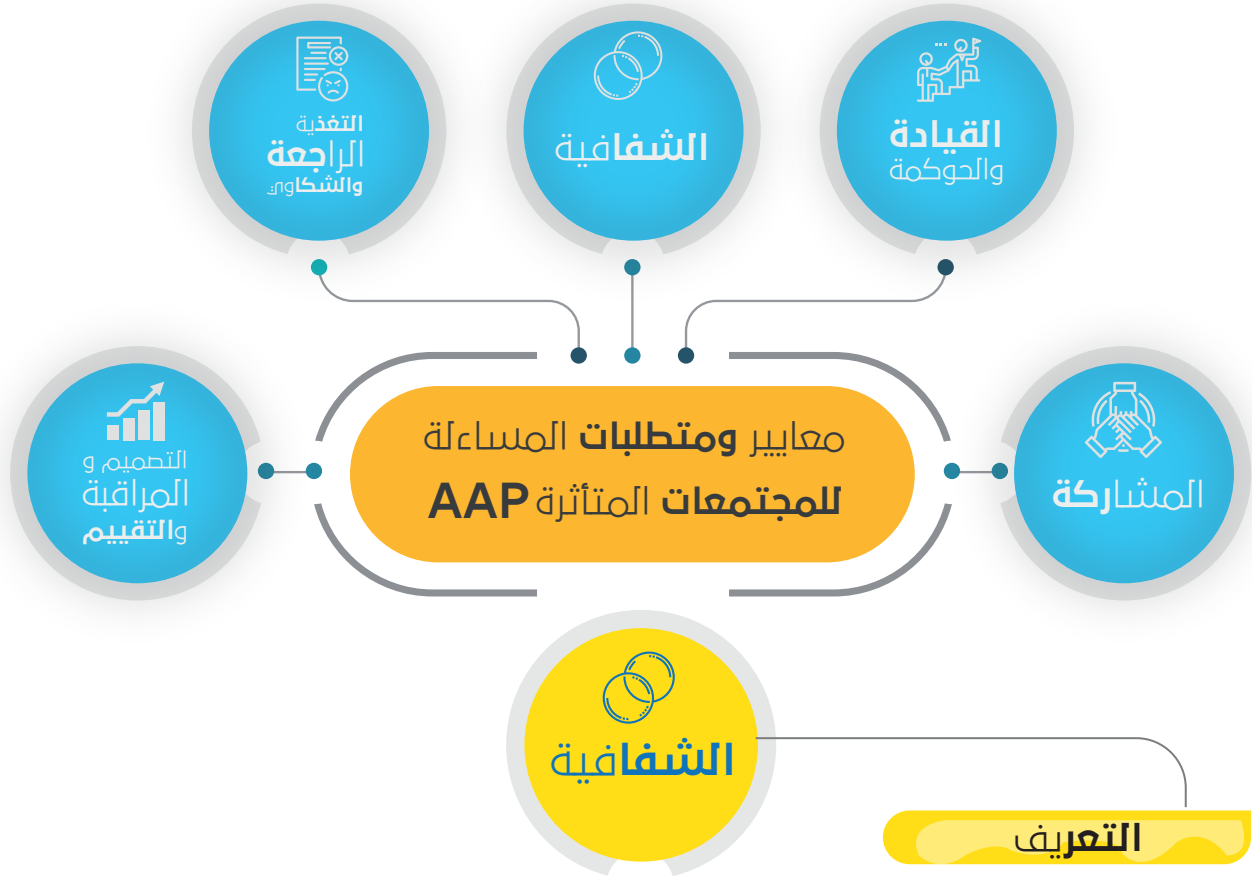 القيادة
والحوكمة
الشفافية
التغذية
الراجعة
والشكاوى
المشاركة
معايير ومتطلبات المساءلة
للمجتمعات المتأثرة AAP
التصميم و
المراقبة
والتقييم
الشفافية
التعريف